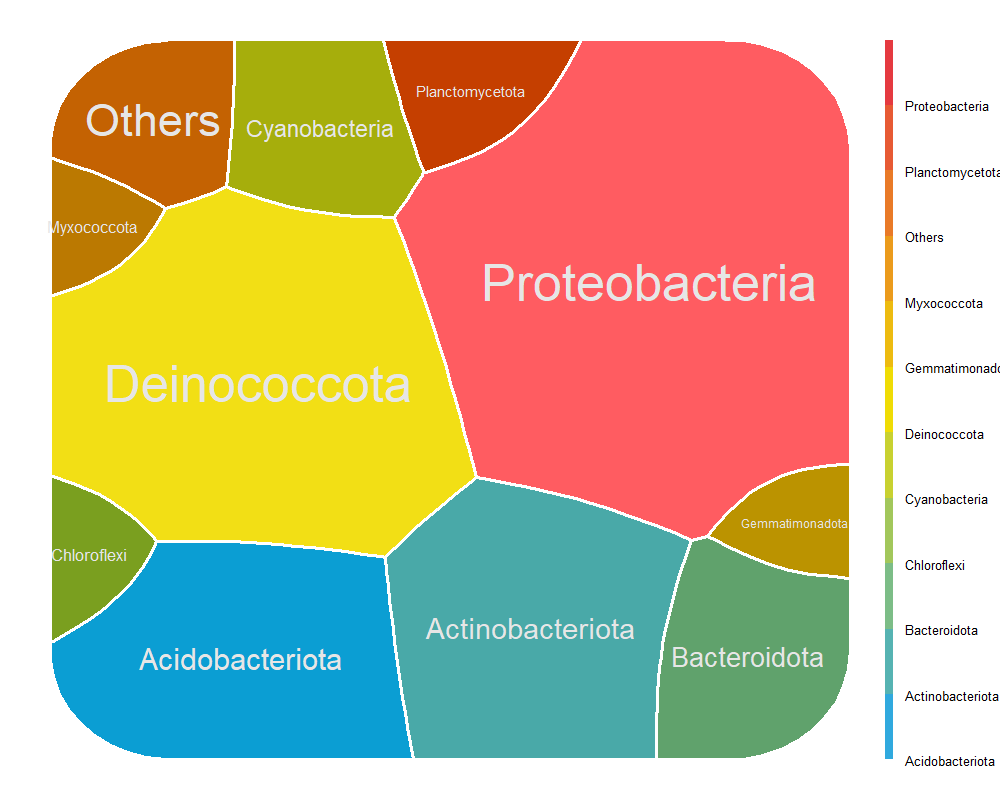 Others
Cyanobacteria
Planctomycetota
Myxococcota
Proteobacteria
Deinococcota
Gemmatimonadota
Chloroflexi
Actinobacteriota
Acidobacteriota
Bacteroidota
Proteobacteria
Planctomycetota
Others
Myxococcota
Gemmatimonado
Deinococcota
Cyanobacteria
Chloroflexi
Bacteroidota
Actinobacteriota
Acidobacteriota